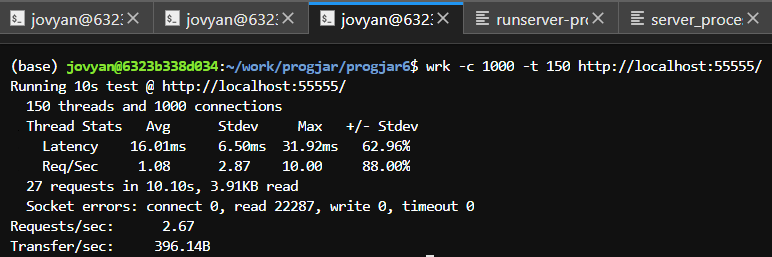 jovyan@6323 jovyan@6323 jovyan@6323 runserver-pro server_proces
(base) jovyan@6323b338d034:~/work/progjar/progjar6$ wrk -c 1000 -t 150 http://localhost:55555/
Running 10s test @ http://localhost:55555/
  150 threads and 1000 connections
  Thread Stats   Avg      Stdev     Max   +/- Stdev
    Latency    16.01ms    6.50ms  31.92ms   62.96%
    Req/Sec     1.08      2.87    10.00     88.00%
  27 requests in 10.10s, 3.91KB read
  Socket errors: connect 0, read 22287, write 0, timeout 0
Requests/sec:      2.67
Transfer/sec:     396.14B